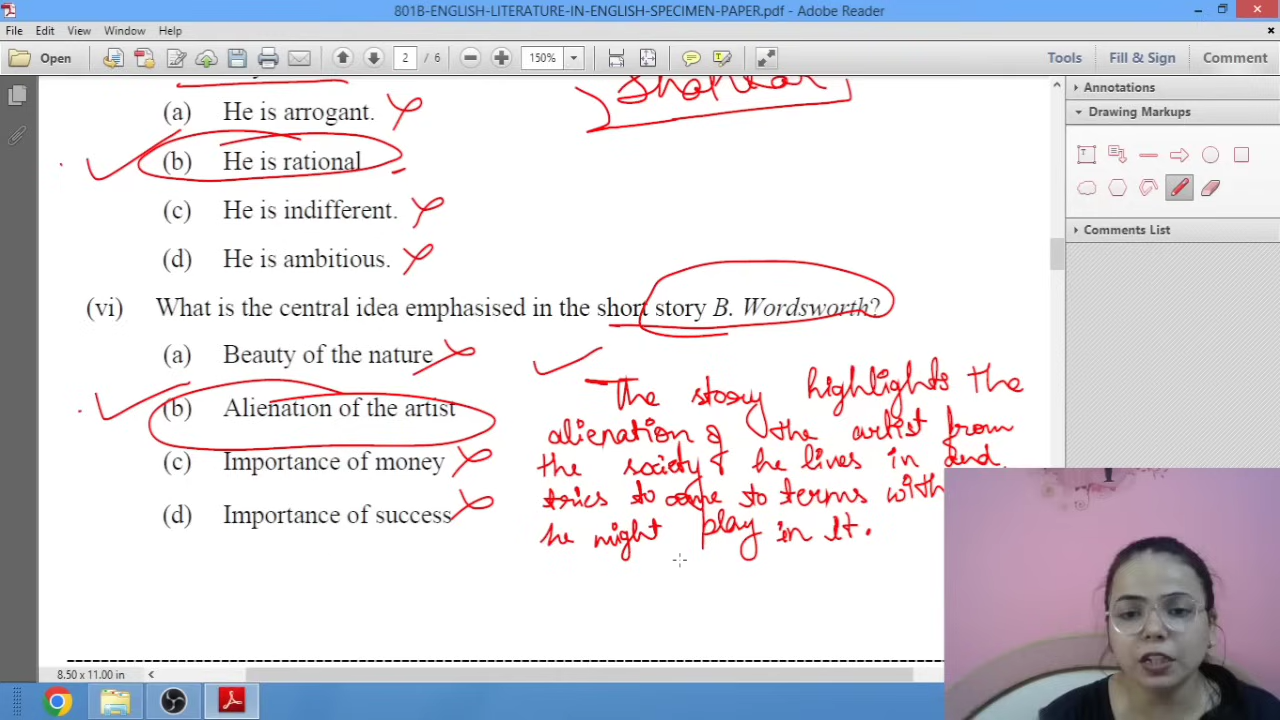 801B-ENGLISH-LITERATURE-IN-ENGLISH-SPECIMEN-PAPER.pdf - Adobe Reader
File Edit View Window Help
Open 2 / 6 150% Tools Fill & Sign Comment
Annotations
Drawing Markups
Comments List
(a) He is arrogant.
(b) He is rational
(c) He is indifferent.
(d) He is ambitious.
(vi) What is the central idea emphasised in the short story B. Wordsworth?
(a) Beauty of the nature
(b) Alienation of the artist
(c) Importance of money
(d) Importance of success
The story highlights the
alienation of the artist from
the society he lives in and
tries to come to terms with
he might play in it.
8.50 x 11.00 in